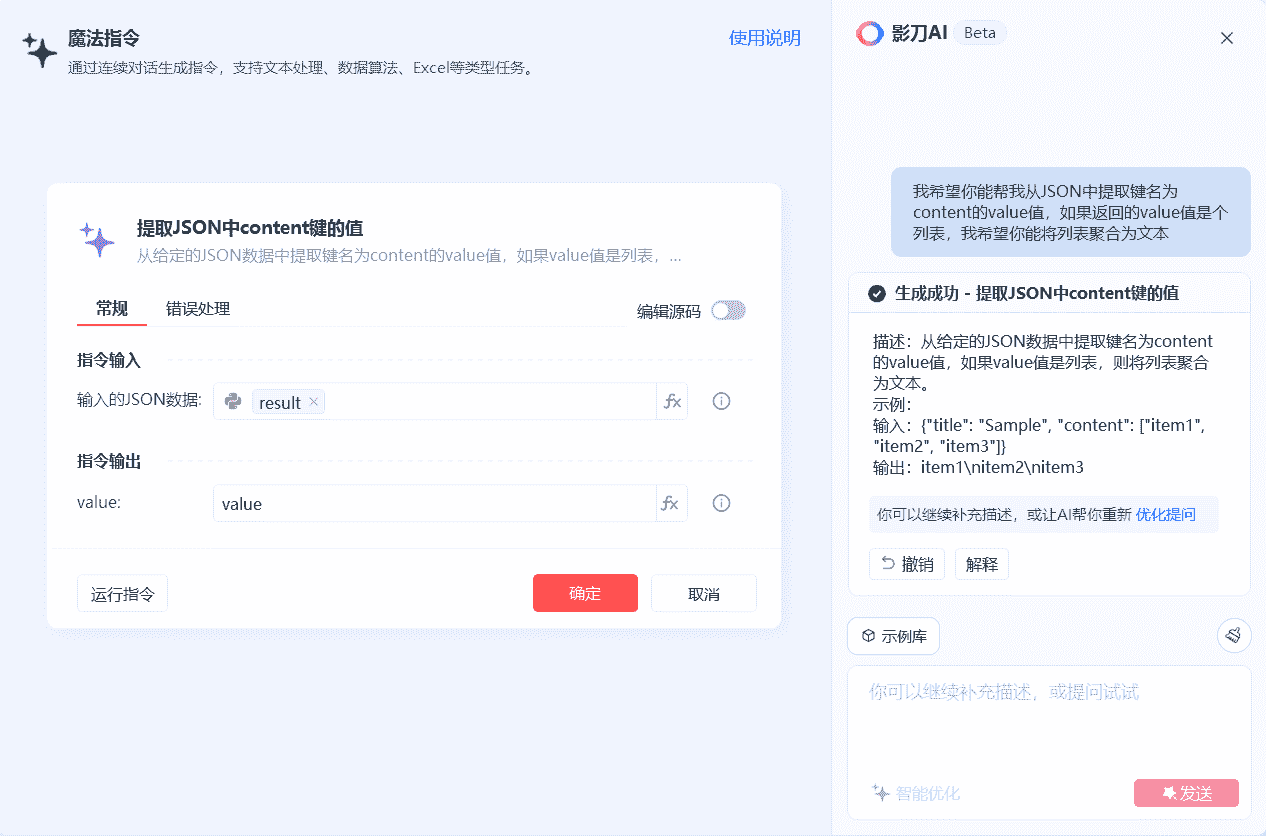 魔法指令
使用说明
通过连续对话生成指令，支持文本处理、数据算法、Excel等类型任务。
提取JSON中content键的值
从给定的JSON数据中提取键名为content的value值，如果value值是列表，...
常规
错误处理
编辑源码
指令输入
输入的JSON数据:
result
fx
指令输出
value:
value
fx
运行指令
确定
取消
影刀AI
Beta
我希望你能帮我从JSON中提取键名为
content的value值，如果返回的value值是个
列表，我希望你能将列表聚合为文本
生成成功 - 提取JSON中content键的值
描述：从给定的JSON数据中提取键名为content
的value值，如果value值是列表，则将列表聚合
为文本。
示例：
输入：{"title": "Sample", "content": ["item1",
"item2", "item3"]}
输出：item1\nitem2\nitem3
你可以继续补充描述，或让AI帮你重新 优化提问
撤销
解释
示例库
你可以继续补充描述，或提问试试
智能优化
发送